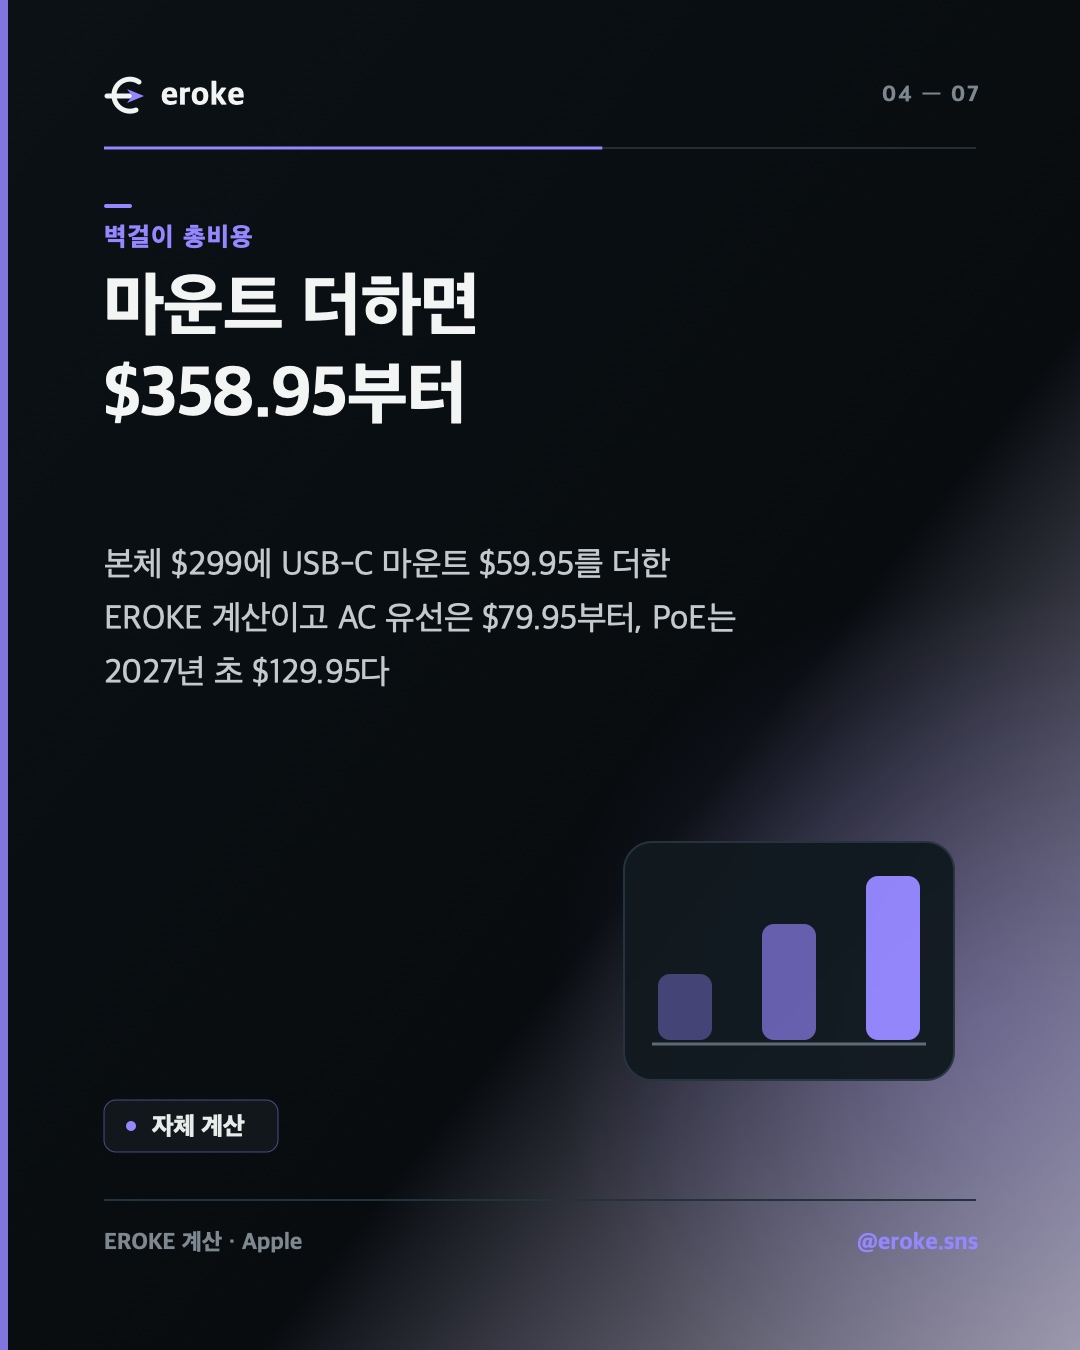 eroke
04 — 07
벽걸이 총비용
마운트 더하면
$358.95부터
본체 $299에 USB-C 마운트 $59.95를 더한
EROKE 계산이고 AC 유선은 $79.95부터, PoE는
2027년 초 $129.95다
자체 계산
EROKE 계산 · Apple
@eroke.sns